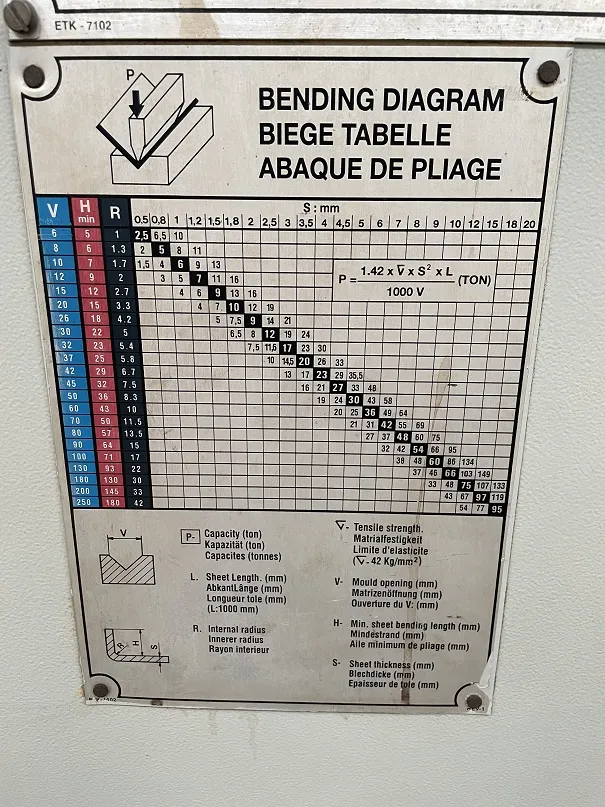 ETK - 7102
P
BENDING DIAGRAM
BIEGE TABELLE
ABAQUE DE PLIAGE
V H min R S : mm
0,5 0,8 1 1,2 1,5 1,8 2 2,5 3 3,5 4 4,5 5 6 7 8 9 10 12 15 18 20
6 5 1 2,5 6,5 10
8 6 1.3 2 5 8 11
10 7 1.7 1,5 4 6 9 13
12 9 2 3 5 7 11 16
15 12 2.7 4 6 9 13 16
20 15 3.3 4 7 10 12 19
26 18 4.2 5 7,5 9 14 21
30 22 5 6,5 8 12 19 24
32 23 5.4 7,5 11,6 17 23 30
37 25 5.8 10 14,5 20 26 33
42 29 6.7 13 17 23 29 35,5
45 32 7.5 16 21 27 33 48
50 36 8.3 19 24 30 43 58
60 43 10 20 25 36 49 64
70 50 11.5 21 31 42 55 69
80 57 13.5 27 37 48 60 75
90 64 15 32 42 54 66 95
100 71 17 38 48 60 86 134
130 93 22 37 46 66 103 149
180 130 30 33 48 75 107 133
200 145 33 43 67 97 119
250 180 42 54 77 95
P = 1.42 x V x S² x L (TON)
1000 V
V
P- Capacity (ton)
Kapazität (ton)
Capacites (tonnes)
L. Sheet Length. (mm)
AbkantLänge (mm)
Longueur tole (mm)
(L:1000 mm)
R. Internal radius
Innerer radius
Rayon interieur
R H S
∇- Tensile strength.
Matrialfestigkeit
Limite d'elasticite
(∇- 42 Kg/mm²)
V- Mould opening (mm)
Matrizenöffnung (mm)
Ouverture du V: (mm)
H- Min. sheet bending length (mm)
Mindestrand (mm)
Aile minimum de pliage (mm)
S- Sheet thickness (mm)
Blechdicke (mm)
Epaisseur de tole (mm)